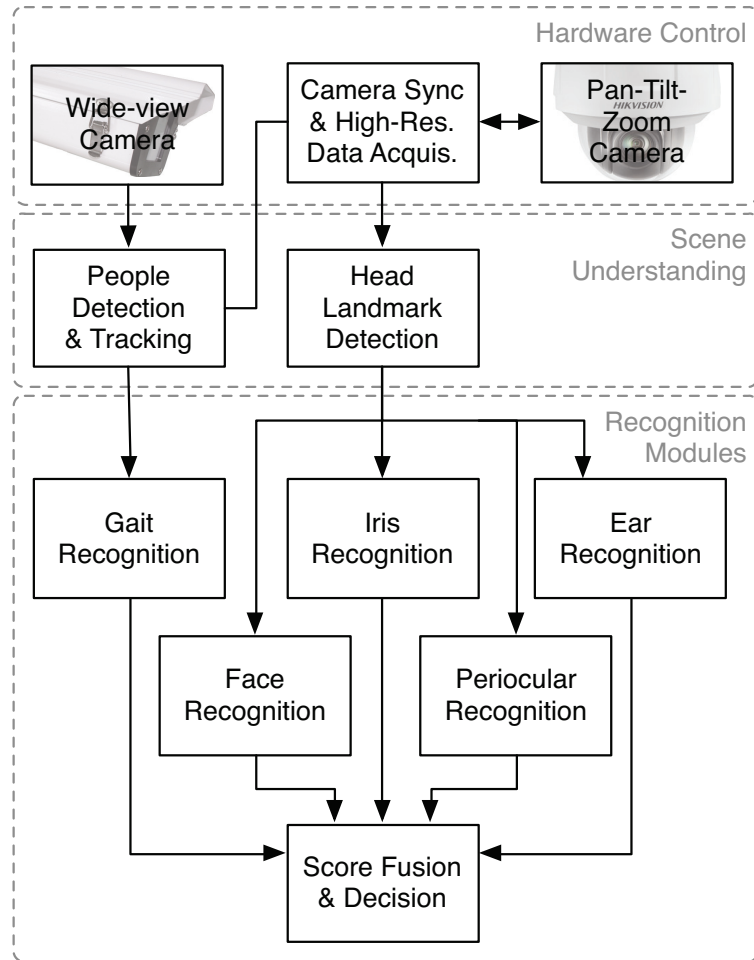 Hardware Control
Wide-view
Camera
Camera Sync
& High-Res.
Data Acquis.
HIKVISION
Pan-Tilt-
Zoom
Camera
Scene
Understanding
People
Detection
& Tracking
Head
Landmark
Detection
Recognition
Modules
Gait
Recognition
Iris
Recognition
Ear
Recognition
Face
Recognition
Periocular
Recognition
Score Fusion
& Decision